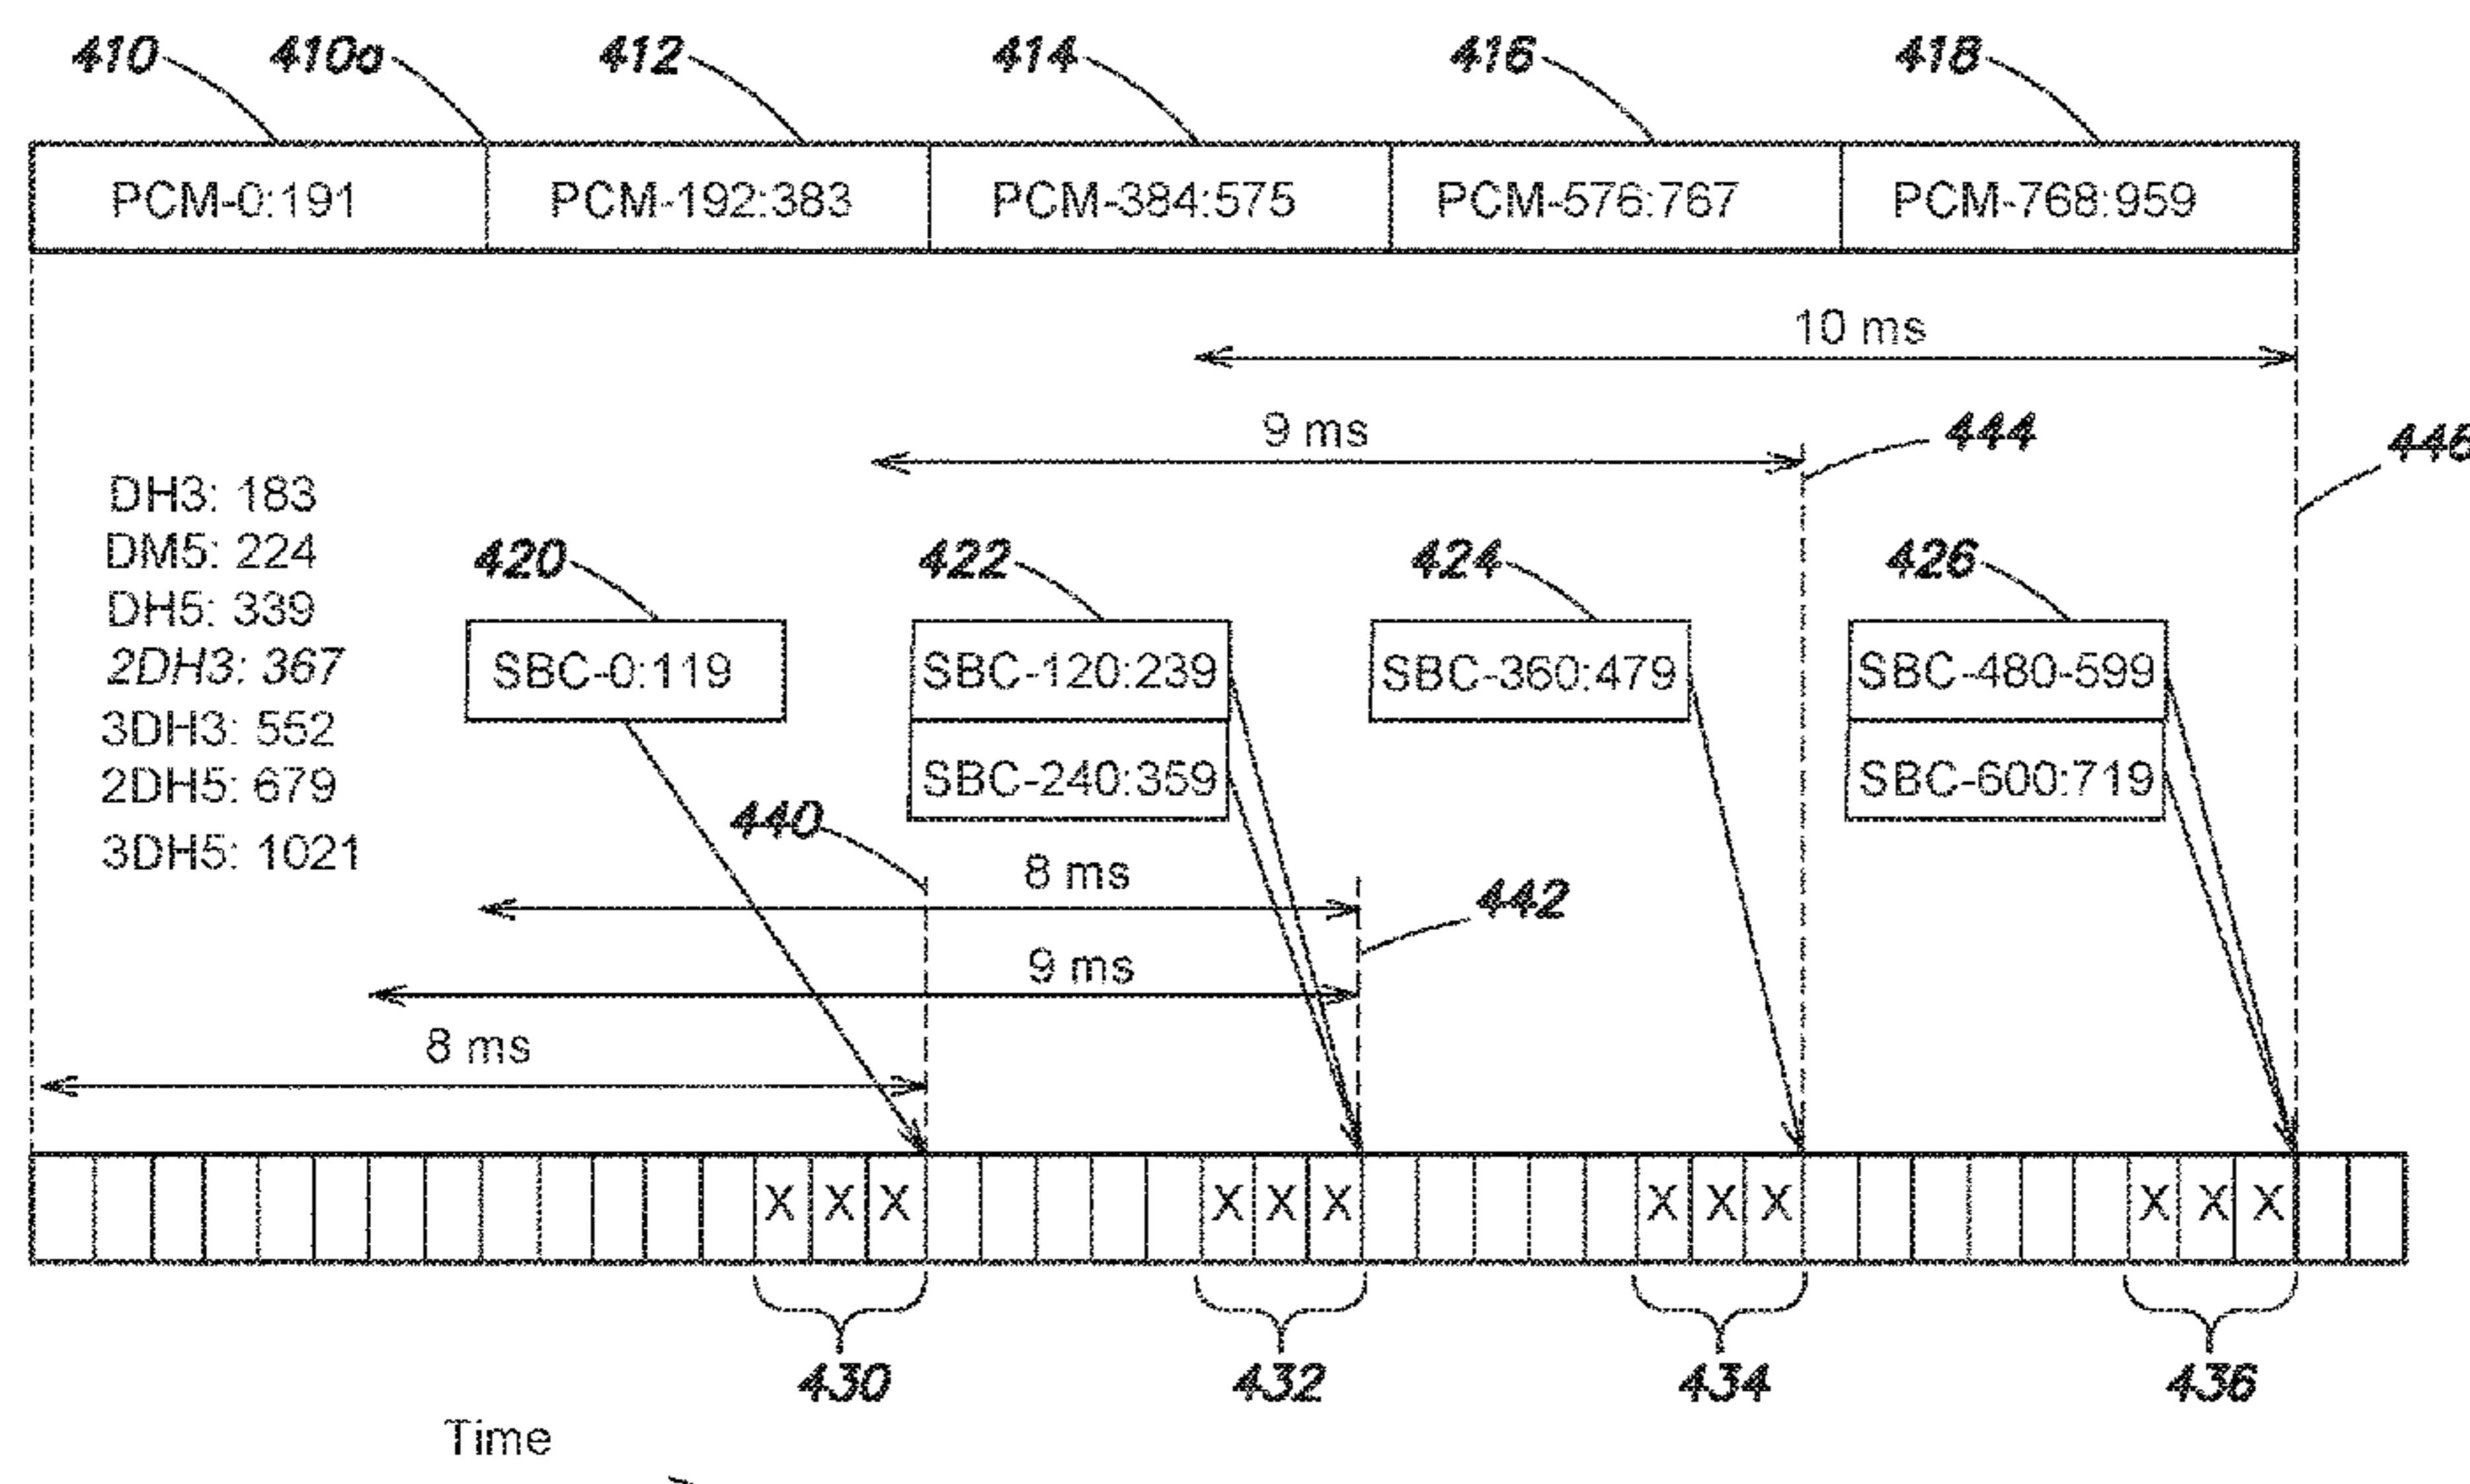 410 410a 412 414 416 418
PCM-0:191 PCM-192:383 PCM-384:575 PCM-576:767 PCM-768:959
10 ms
9 ms 444 446
DH3: 183
DM5: 224
DH5: 339
2DH3: 367
3DH3: 552
2DH5: 679
3DH5: 1021
420 422 424 426
SBC-0:119 SBC-120:239 SBC-360:479 SBC-480-599
SBC-240:359 SBC-600:719
440
8 ms 442
9 ms
8 ms
X X X X X X X X X X X X
430 432 434 436
Time